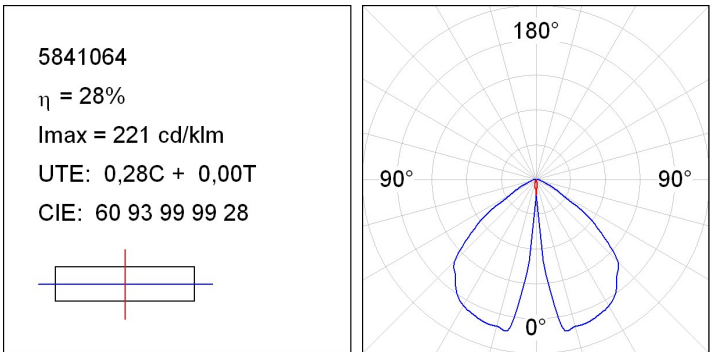 5841064
η = 28%
Imax = 221 cd/klm
UTE: 0,28C + 0,00T
CIE: 60 93 99 99 28
180°
90° 90°
0°